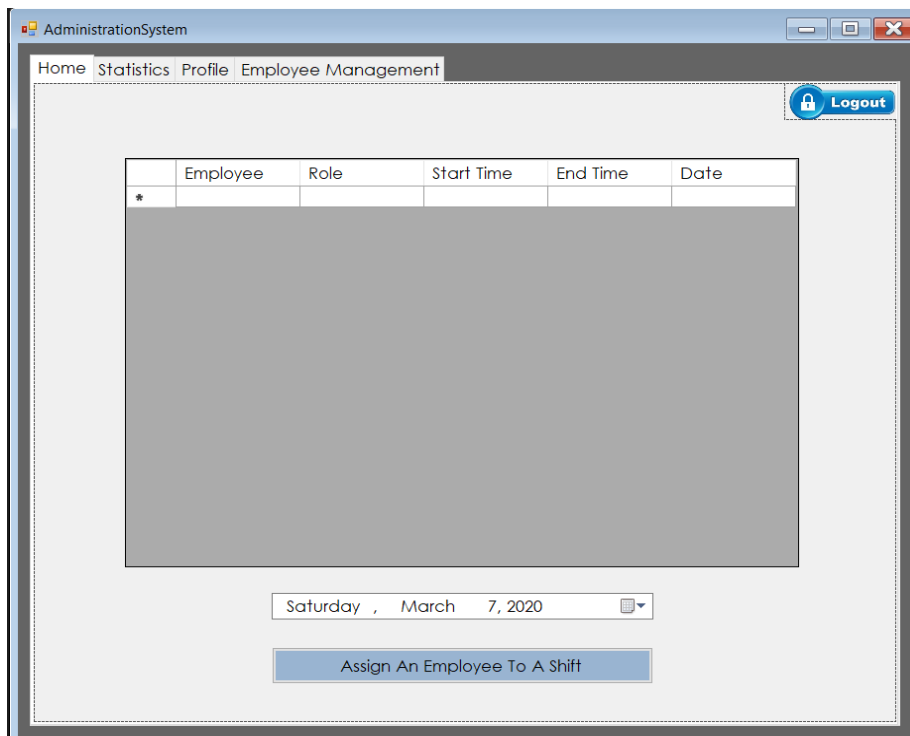 AdministrationSystem
Home Statistics Profile Employee Management
Logout
Employee Role Start Time End Time Date
*
Saturday , March 7, 2020
Assign An Employee To A Shift